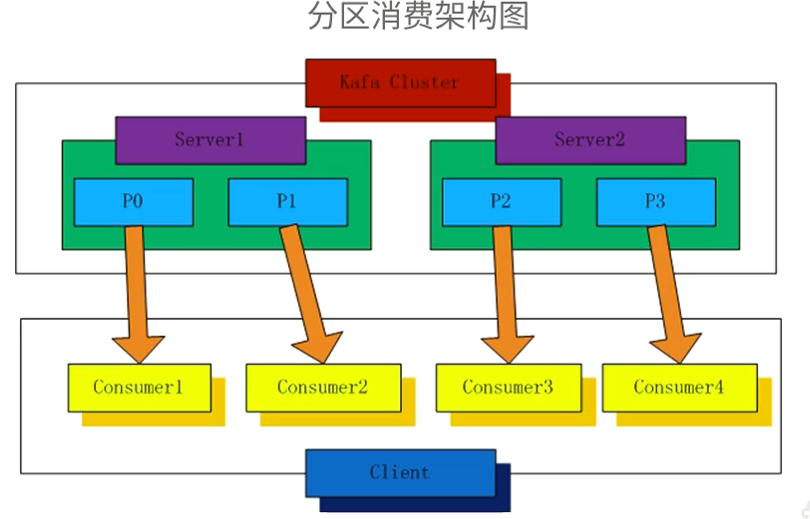 分区消费架构图
Kafa Cluster
Server1
Server2
P0
P1
P2
P3
Consumer1
Consumer2
Consumer3
Consumer4
Client